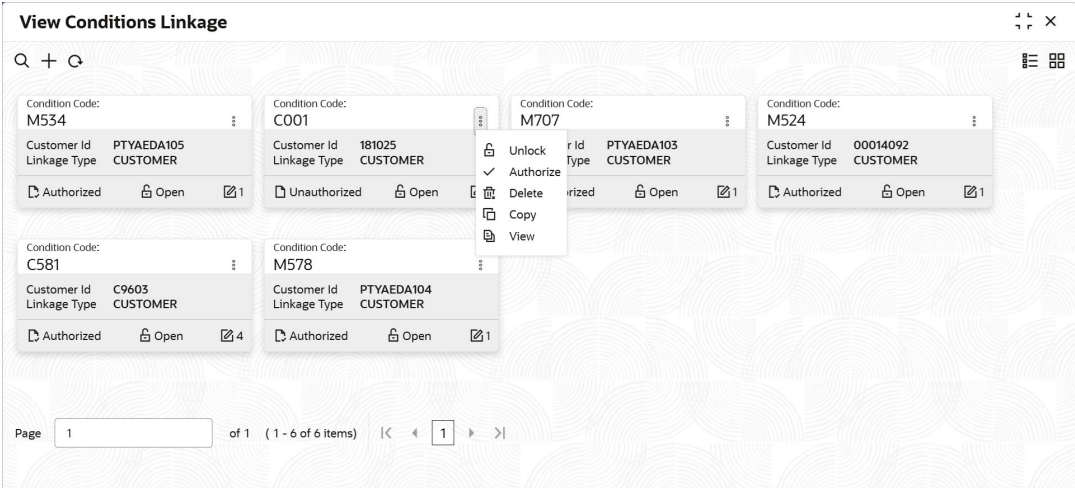 View Conditions Linkage
Condition Code:
M534
Customer Id PTYAEDA105
Linkage Type CUSTOMER
Authorized Open 1
Condition Code:
C001
Customer Id 181025
Linkage Type CUSTOMER
Unauthorized Open
Unlock
Authorize
Delete
Copy
View
Condition Code:
M707
r Id PTYAEDA103
Type CUSTOMER
rized Open 1
Condition Code:
M524
Customer Id 00014092
Linkage Type CUSTOMER
Authorized Open 1
Condition Code:
C581
Customer Id C9603
Linkage Type CUSTOMER
Authorized Open 4
Condition Code:
M578
Customer Id PTYAEDA104
Linkage Type CUSTOMER
Authorized Open 1
Page 1 of 1 ( 1 - 6 of 6 items) 1